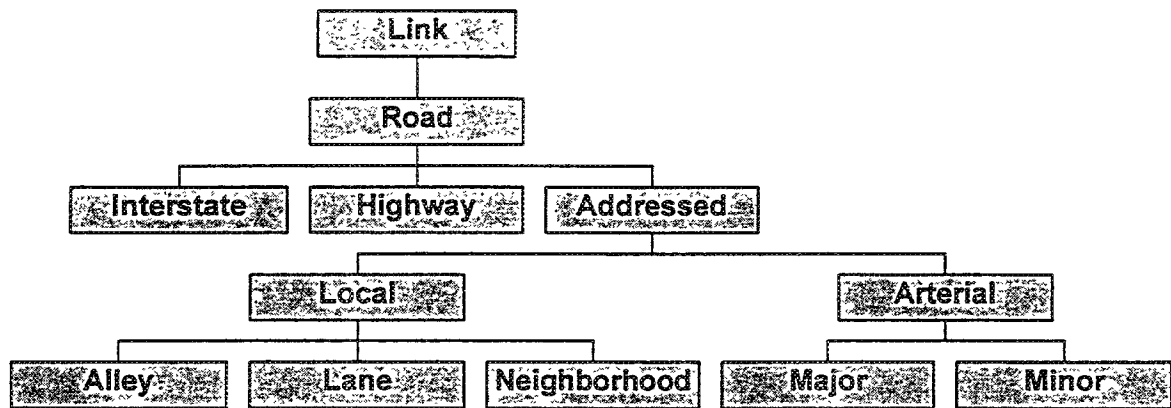 Link
Road
Interstate Highway Addressed
Local Arterial
Alley Lane Neighborhood Major Minor